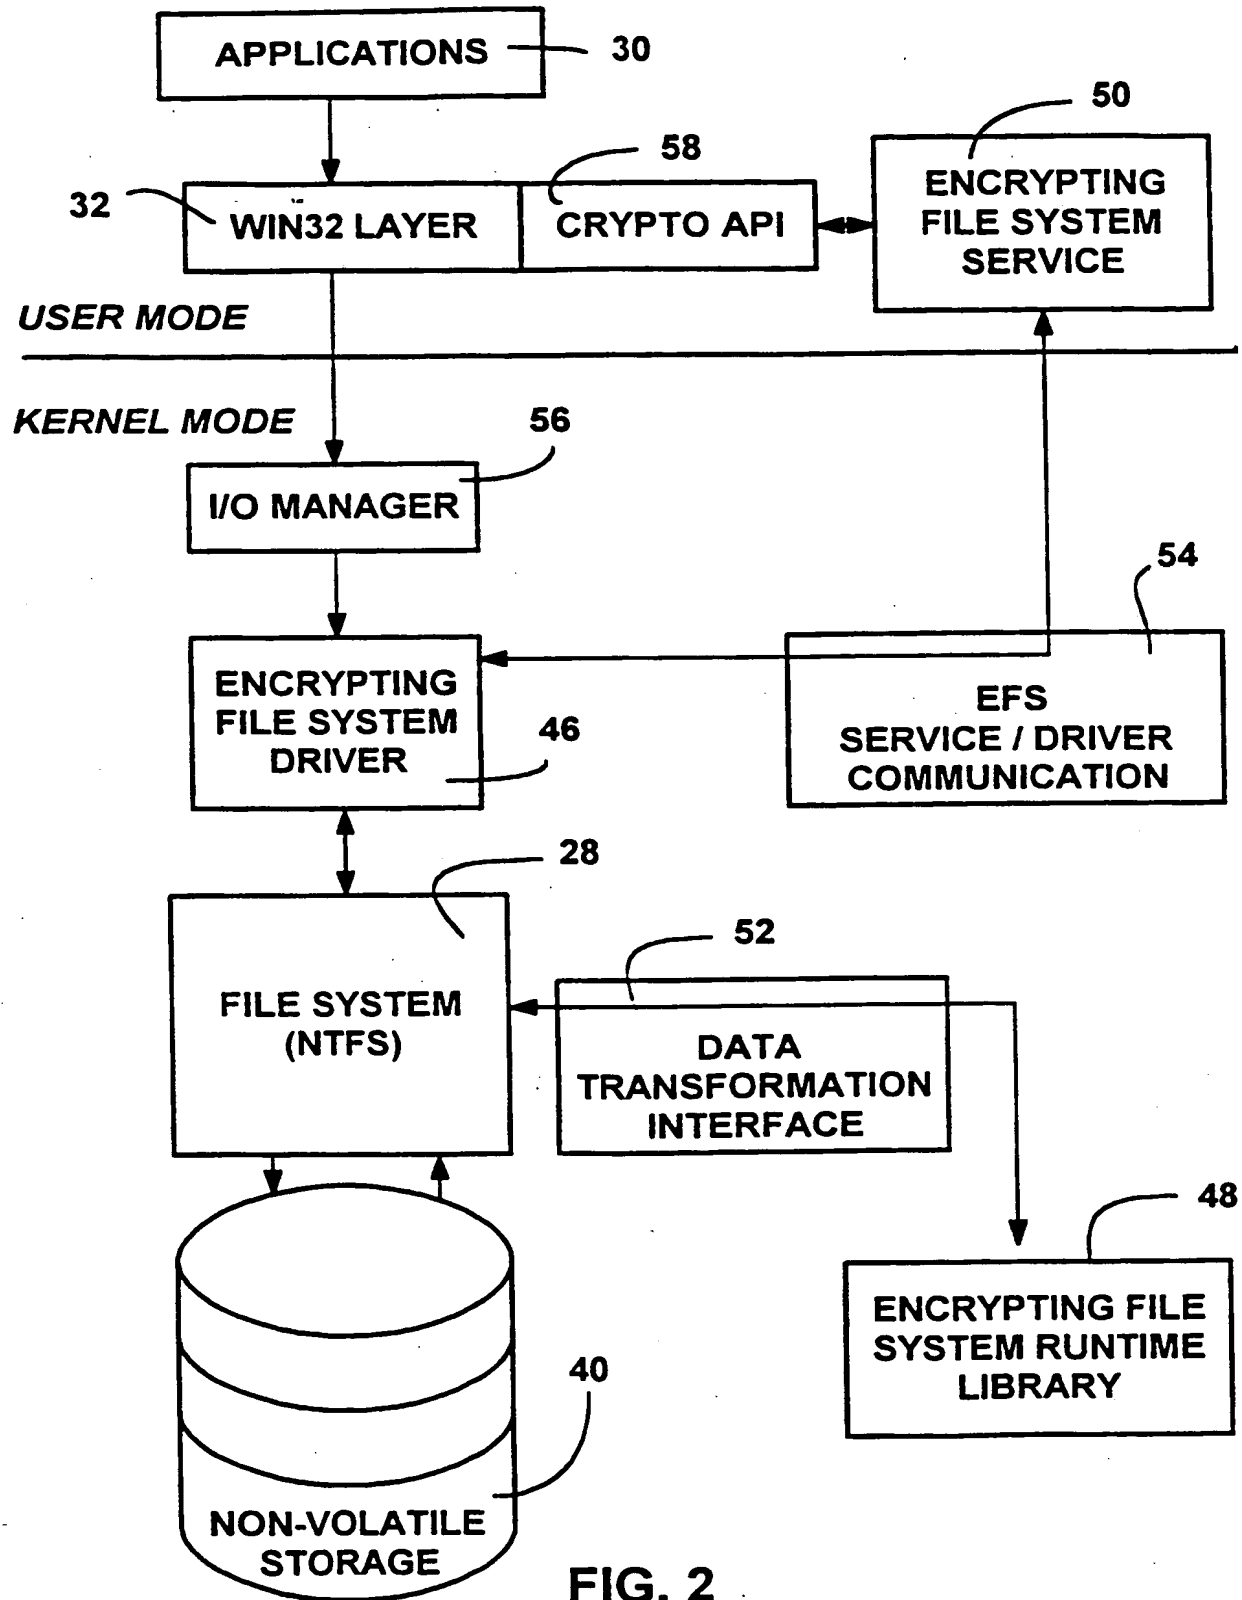 APPLICATIONS
30
50
58
32
WIN32 LAYER
CRYPTO API
ENCRYPTING
FILE SYSTEM
SERVICE
USER MODE
KERNEL MODE
56
I/O MANAGER
54
ENCRYPTING
FILE SYSTEM
DRIVER
46
EFS
SERVICE / DRIVER
COMMUNICATION
28
FILE SYSTEM
(NTFS)
52
DATA
TRANSFORMATION
INTERFACE
48
ENCRYPTING FILE
SYSTEM RUNTIME
LIBRARY
40
NON-VOLATILE
STORAGE
FIG. 2